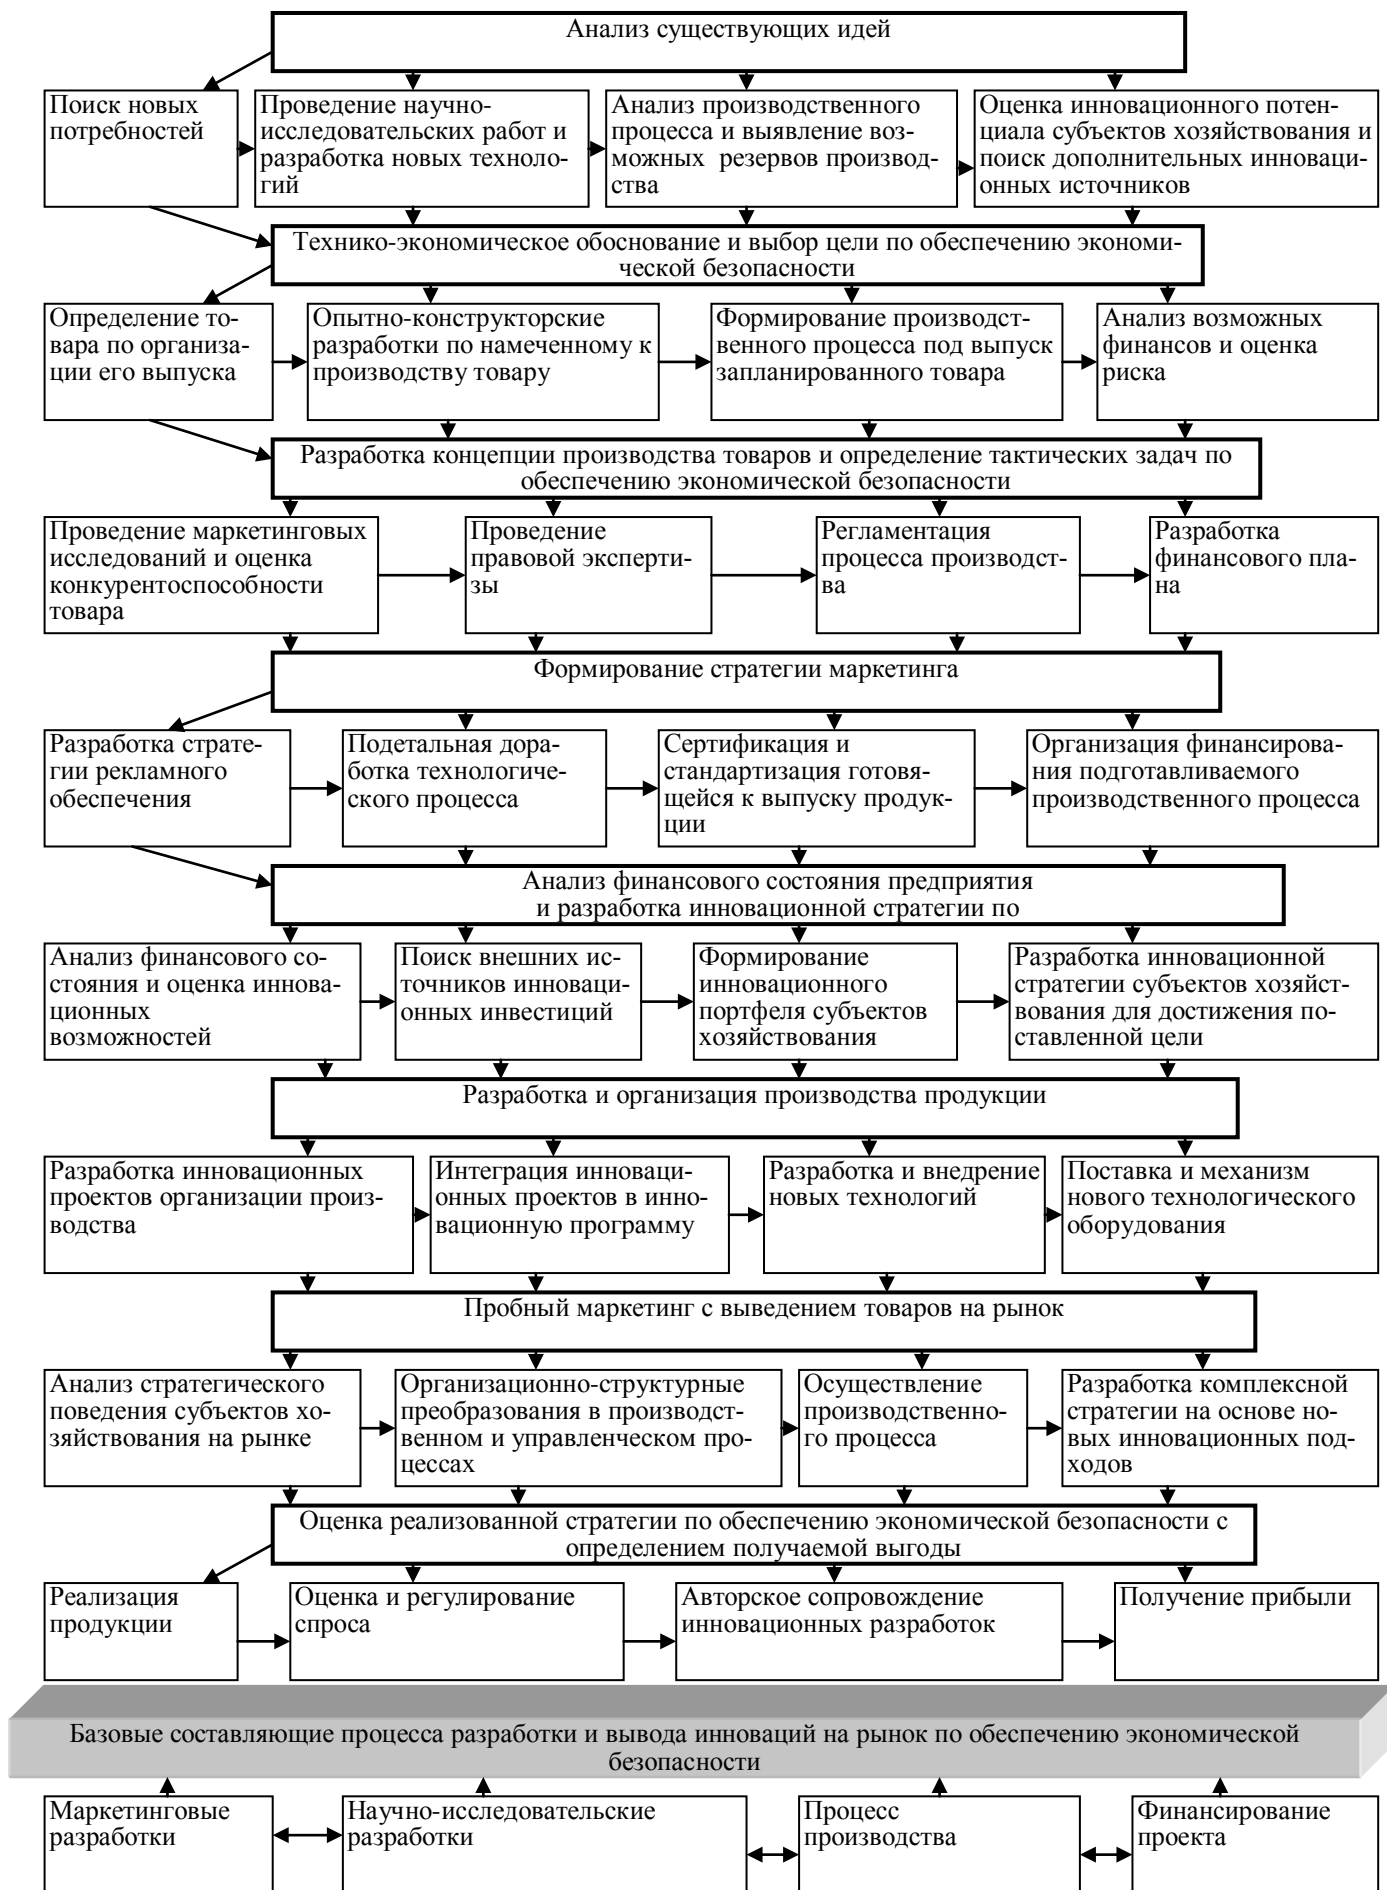 Анализ существующих идей
Поиск новых
потребностей
Проведение научно-
исследовательских работ и
разработка новых техноло-
гий
Анализ производственного
процесса и выявление воз-
можных резервов производ-
ства
Оценка инновационного потен-
циала субъектов хозяйствования и
поиск дополнительных инноваци-
онных источников
Технико-экономическое обоснование и выбор цели по обеспечению экономи-
ческой безопасности
Определение то-
вара по организа-
ции его выпуска
Опытно-конструкторские
разработки по намеченному к
производству товару
Формирование производст-
венного процесса под выпуск
запланированного товара
Анализ возможных
финансов и оценка
риска
Разработка концепции производства товаров и определение тактических задач по
обеспечению экономической безопасности
Проведение маркетинговых
исследований и оценка
конкурентоспособности
товара
Проведение
правовой эксперти-
зы
Регламентация
процесса производст-
ва
Разработка
финансового пла-
на
Формирование стратегии маркетинга
Разработка страте-
гии рекламного
обеспечения
Подетальная дора-
ботка технологиче-
ского процесса
Сертификация и
стандартизация готовя-
щейся к выпуску продук-
ции
Организация финансирова-
ния подготавливаемого
производственного процесса
Анализ финансового состояния предприятия
и разработка инновационной стратегии по
Анализ финансового со-
стояния и оценка иннова-
ционных
возможностей
Поиск внешних ис-
точников инноваци-
онных инвестиций
Формирование
инновационного
портфеля субъектов
хозяйствования
Разработка инновационной
стратегии субъектов хозяйст-
вования для достижения по-
ставленной цели
Разработка и организация производства продукции
Разработка инновационных
проектов организации произ-
водства
Интеграция инноваци-
онных проектов в инно-
вационную программу
Разработка и внедрение
новых технологий
Поставка и механизм
нового технологического
оборудования
Пробный маркетинг с выведением товаров на рынок
Анализ стратегического
поведения субъектов хо-
зяйствования на рынке
Организационно-структурные
преобразования в производст-
венном и управленческом про-
цессах
Осуществление
производственно-
го процесса
Разработка комплексной
стратегии на основе но-
вых инновационных под-
ходов
Оценка реализованной стратегии по обеспечению экономической безопасности с
определением получаемой выгоды
Реализация
продукции
Оценка и регулирование
спроса
Авторское сопровождение
инновационных разработок
Получение прибыли
Базовые составляющие процесса разработки и вывода инноваций на рынок по обеспечению экономической
безопасности
Маркетинговые
разработки
Научно-исследовательские
разработки
Процесс
производства
Финансирование
проекта